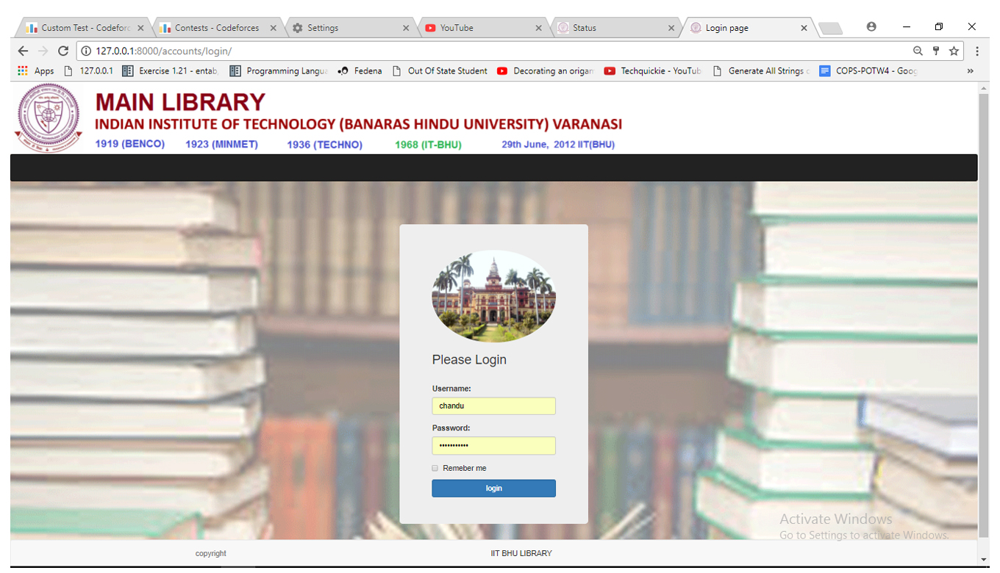 Custom Test - Codeforc Contests - Codeforces Settings YouTube Status Login page
127.0.0.1:8000/accounts/login/
Apps 127.0.0.1 Exercise 1.21 - entab Programming Langua Fedena Out Of State Student Decorating an origam Techquickie - YouTub Generate All Strings c COPS-POTW4 - Goog »
MAIN LIBRARY
INDIAN INSTITUTE OF TECHNOLOGY (BANARAS HINDU UNIVERSITY) VARANASI
1919 (BENCO) 1923 (MINMET) 1936 (TECHNO) 1968 (IT-BHU) 29th June, 2012 IIT(BHU)
Please Login
Username:
chandu
Password:
•••••••••••
Remeber me
login
Activate Windows
Go to Settings to activate Windows.
copyright IIT BHU LIBRARY